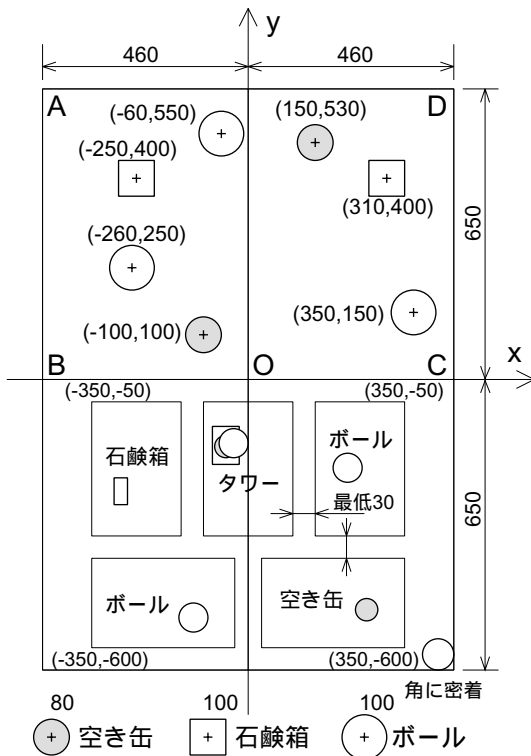 y
460 460
A D
(-60,550) (150,530)
(-250,400)
(310,400)
650
(-260,250)
(350,150)
(-100,100)
B O C x
(-350,-50) (350,-50)
石鹸箱 タワー ボール
最低30
650
ボール 空き缶
(-350,-600) (350,-600)
角に密着
80 100 100
空き缶 石鹸箱 ボール